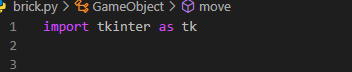 brick.py > GameObject > move
1 import tkinter as tk
2
3